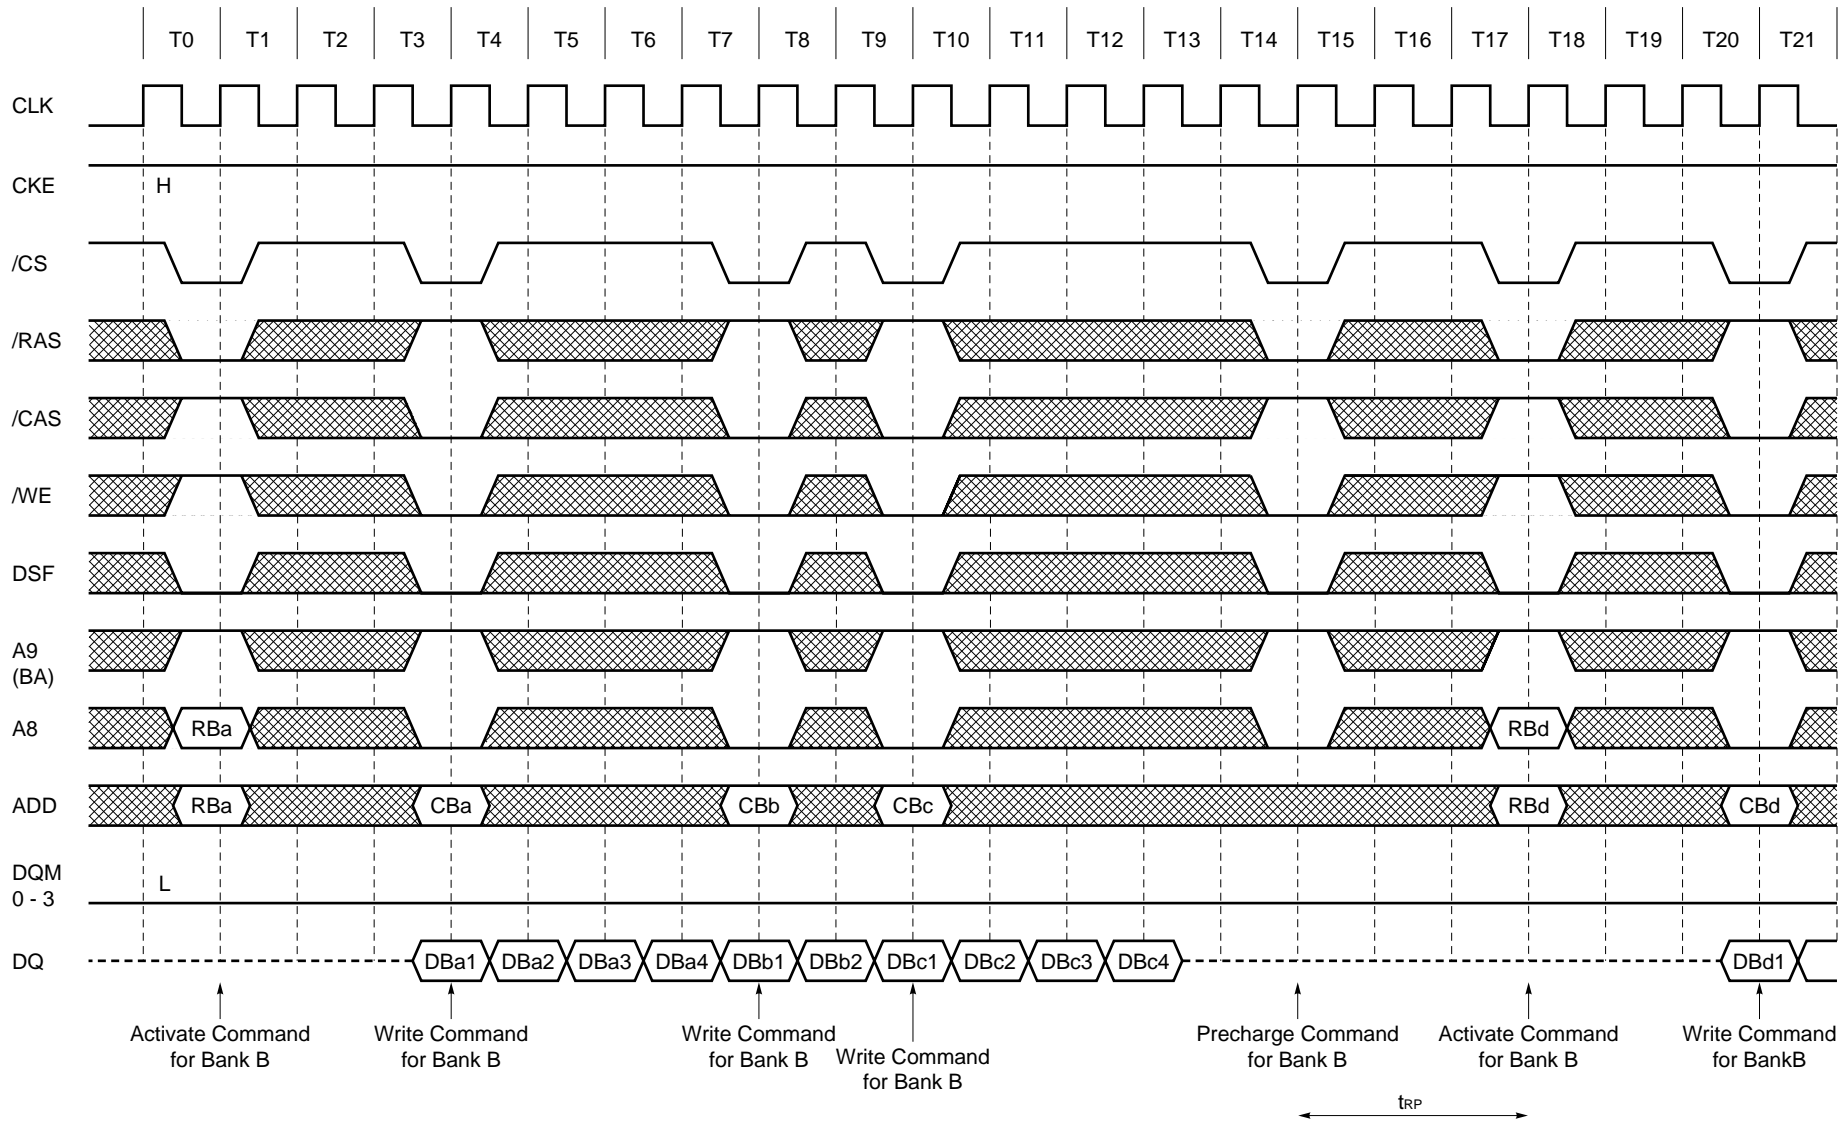 T0 T1 T2 T3 T4 T5 T6 T7 T8 T9 T10 T11 T12 T13 T14 T15 T16 T17 T18 T19 T20 T21
CLK
CKE
H
/CS
/RAS
/CAS
/WE
DSF
A9
(BA)
A8
RBa RBd
ADD
RBa CBa CBb CBc RBd CBd
DQM
0 - 3
L
DQ
DBa1 DBa2 DBa3 DBa4 DBb1 DBb2 DBc1 DBc2 DBc3 DBc4 DBd1
Activate Command
for Bank B
Write Command
for Bank B
Write Command
for Bank B
Write Command
for Bank B
Precharge Command
for Bank B
Activate Command
for Bank B
Write Command
for BankB
tRP